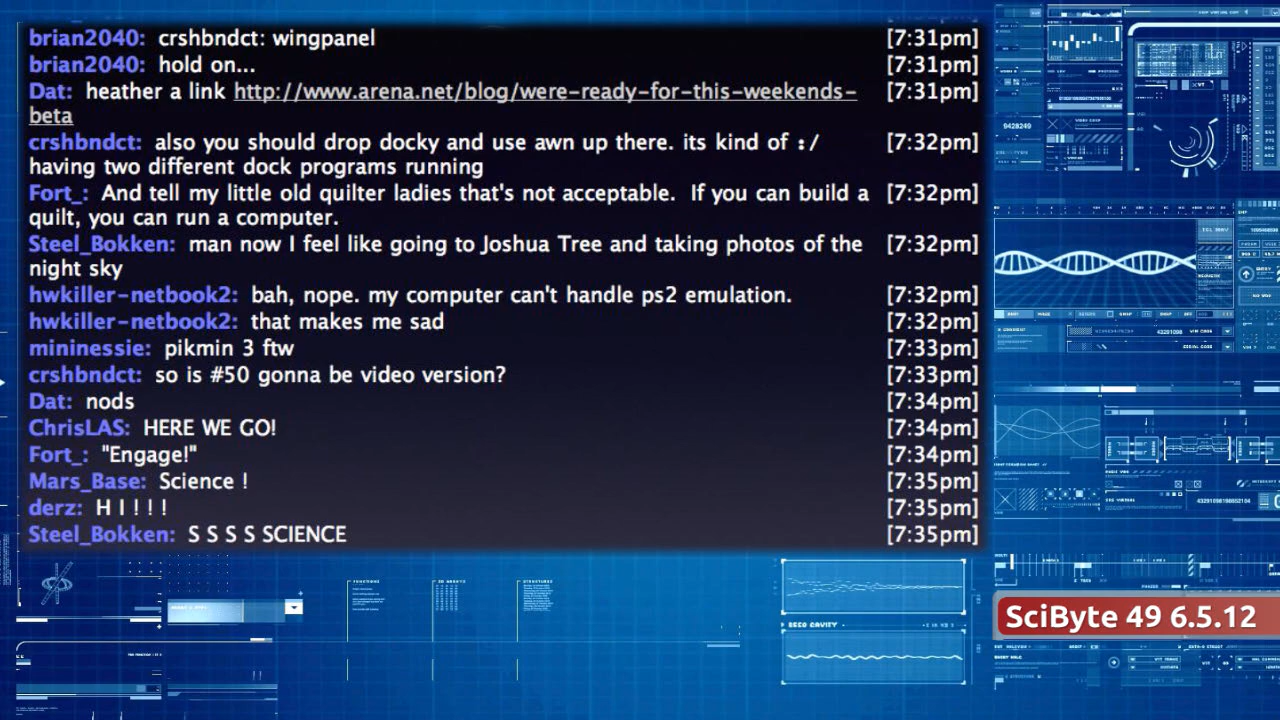 brian2040: crshbndct: wingpanel [7:31pm]
brian2040: hold on... [7:31pm]
Dat: heather a link http://www.arena.net/blog/were-ready-for-this-weekends- [7:31pm]
beta
crshbndct: also you should drop docky and use awn up there. its kind of :/ [7:32pm]
having two different dock programs running
Fort_: And tell my little old quilter ladies that's not acceptable. If you can build a [7:32pm]
quilt, you can run a computer.
Steel_Bokken: man now I feel like going to Joshua Tree and taking photos of the [7:32pm]
night sky
hwkiller-netbook2: bah, nope. my computer can't handle ps2 emulation. [7:32pm]
hwkiller-netbook2: that makes me sad [7:32pm]
mininessie: pikmin 3 ftw [7:33pm]
crshbndct: so is #50 gonna be video version? [7:33pm]
Dat: nods [7:34pm]
ChrisLAS: HERE WE GO! [7:34pm]
Fort_: "Engage!" [7:34pm]
Mars_Base: Science ! [7:35pm]
derz: H I ! ! ! ! [7:35pm]
Steel_Bokken: S S S S SCIENCE [7:35pm]
SciByte 49 6.5.12
9428249
DEEP CAVITY